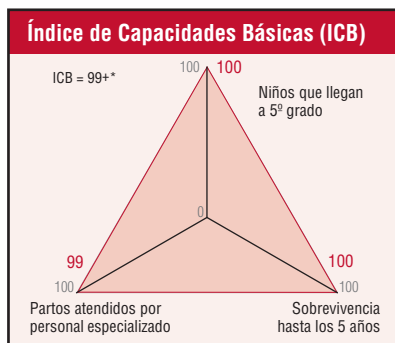 Índice de Capacidades Básicas (ICB)
ICB = 99+*
100
100
Niños que llegan
a 5º grado
0
99
100
100
100
Partos atendidos por
personal especializado
Sobrevivencia
hasta los 5 años